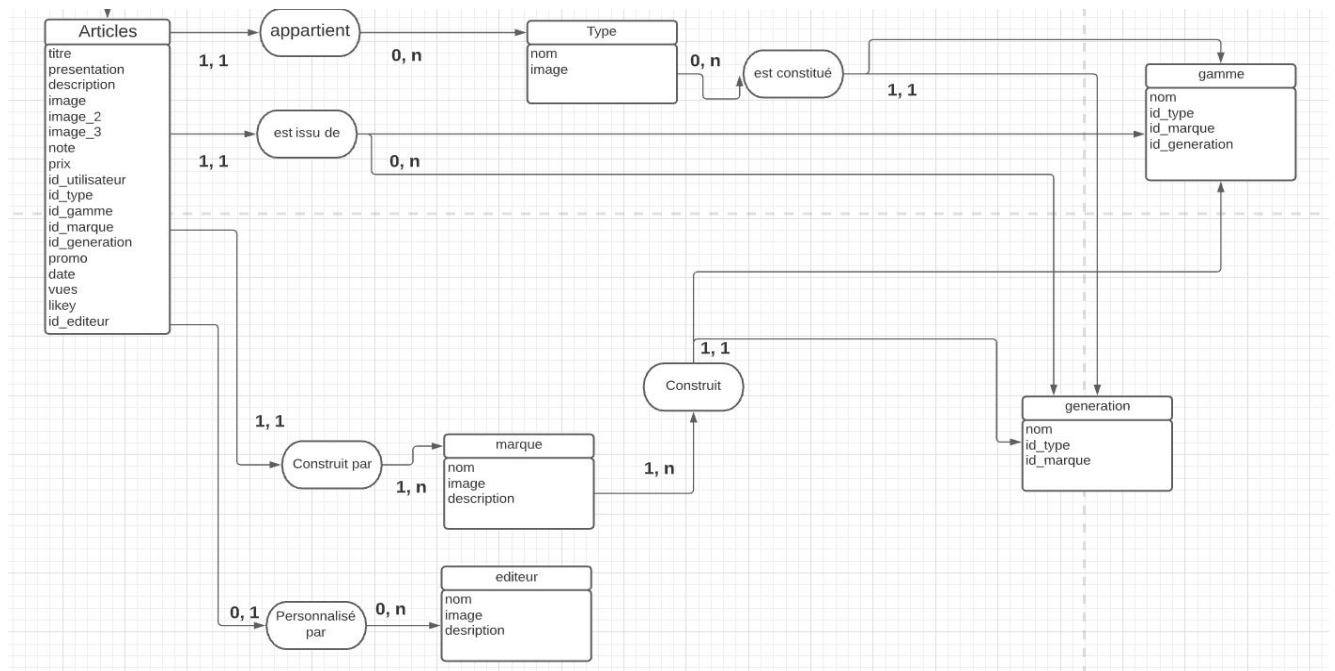 Articles
titre
presentation
description
image
image_2
image_3
note
prix
id_utilisateur
id_type
id_gamme
id_marque
id_generation
promo
date
vues
likey
id_editeur
1, 1
appartient
0, n
Type
nom
image
0, n
est constitué
1, 1
gamme
nom
id_type
id_marque
id_generation
1, 1
est issu de
0, n
1, 1
Construit
1, n
generation
nom
id_type
id_marque
1, 1
Construit par
1, n
marque
nom
image
description
0, 1
Personnalisé
par
0, n
editeur
nom
image
desription